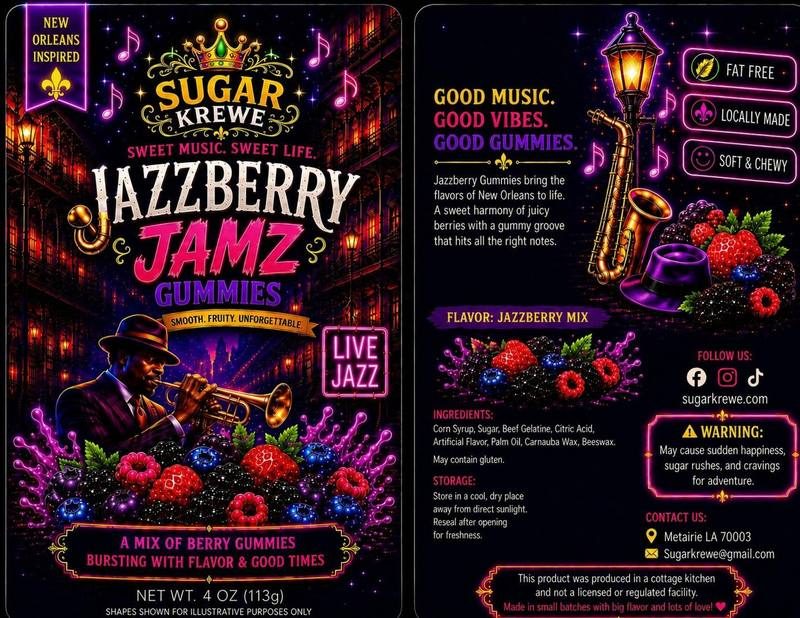 NEW
ORLEANS
INSPIRED
SUGAR
KREWE
SWEET MUSIC. SWEET LIFE.
JAZZBERRY
JAMZ
GUMMIES
SMOOTH. FRUITY. UNFORGETTABLE.
LIVE
JAZZ
A MIX OF BERRY GUMMIES
BURSTING WITH FLAVOR & GOOD TIMES
NET WT. 4 OZ (113g)
SHAPES SHOWN FOR ILLUSTRATIVE PURPOSES ONLY
GOOD MUSIC.
GOOD VIBES.
GOOD GUMMIES.
Jazzberry Gummies bring the
flavors of New Orleans to life.
A sweet harmony of juicy
berries with a gummy groove
that hits all the right notes.
FAT FREE
LOCALLY MADE
SOFT & CHEWY
FLAVOR: JAZZBERRY MIX
INGREDIENTS:
Corn Syrup, Sugar, Beef Gelatine, Citric Acid,
Artificial Flavor, Palm Oil, Carnauba Wax, Beeswax.
May contain gluten.
STORAGE:
Store in a cool, dry place
away from direct sunlight.
Reseal after opening
for freshness.
FOLLOW US:
sugarkrewe.com
WARNING:
May cause sudden happiness,
sugar rushes, and cravings
for adventure.
CONTACT US:
Metairie LA 70003
Sugarkrewe@gmail.com
This product was produced in a cottage kitchen
and not a licensed or regulated facility.
Made in small batches with big flavor and lots of love!